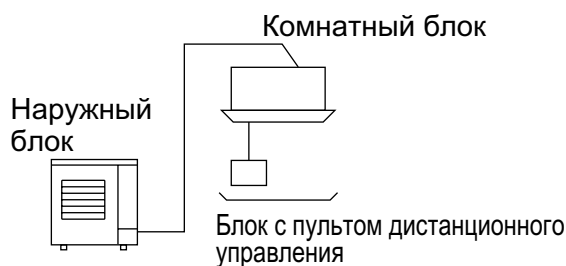 Комнатный блок
Наружный
блок
Блок с пультом дистанционного
управления